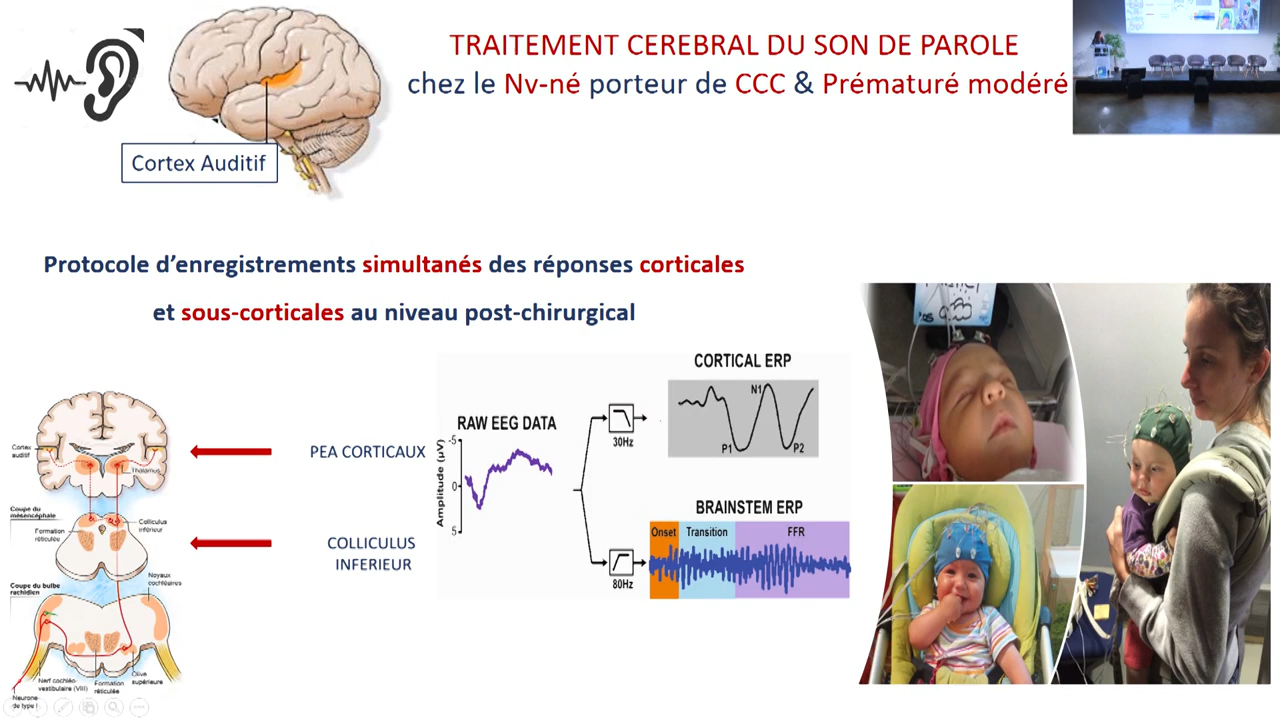 TRAITEMENT CEREBRAL DU SON DE PAROLE
chez le Nv-né porteur de CCC & Prématuré modéré
Cortex Auditif
Protocole d'enregistrements simultanés des réponses corticales
et sous-corticales au niveau post-chirurgical
Cortex
auditif
Thalamus
Coupe du
mésencéphale
Formation
réticulée
Colliculus
inférieur
Coupe du bulbe
rachidien
Noyaux
cochléaires
Nerf cochléo-
vestibulaire (VIII)
Formation
réticulée
Olive
supérieure
Neurone
de type I
PEA CORTICAUX
COLLICULUS
INFERIEUR
RAW EEG DATA
Amplitude (µV)
-5
0
5
30Hz
80Hz
CORTICAL ERP
N1
P1
P2
BRAINSTEM ERP
Onset
Transition
FFR